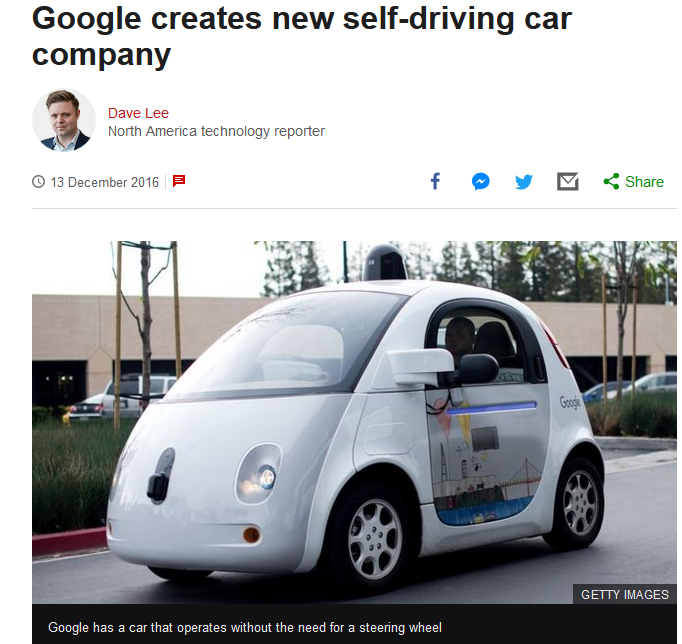 Google creates new self-driving car
company
Dave Lee
North America technology reporter
13 December 2016
Share
Google
GETTY IMAGES
Google has a car that operates without the need for a steering wheel